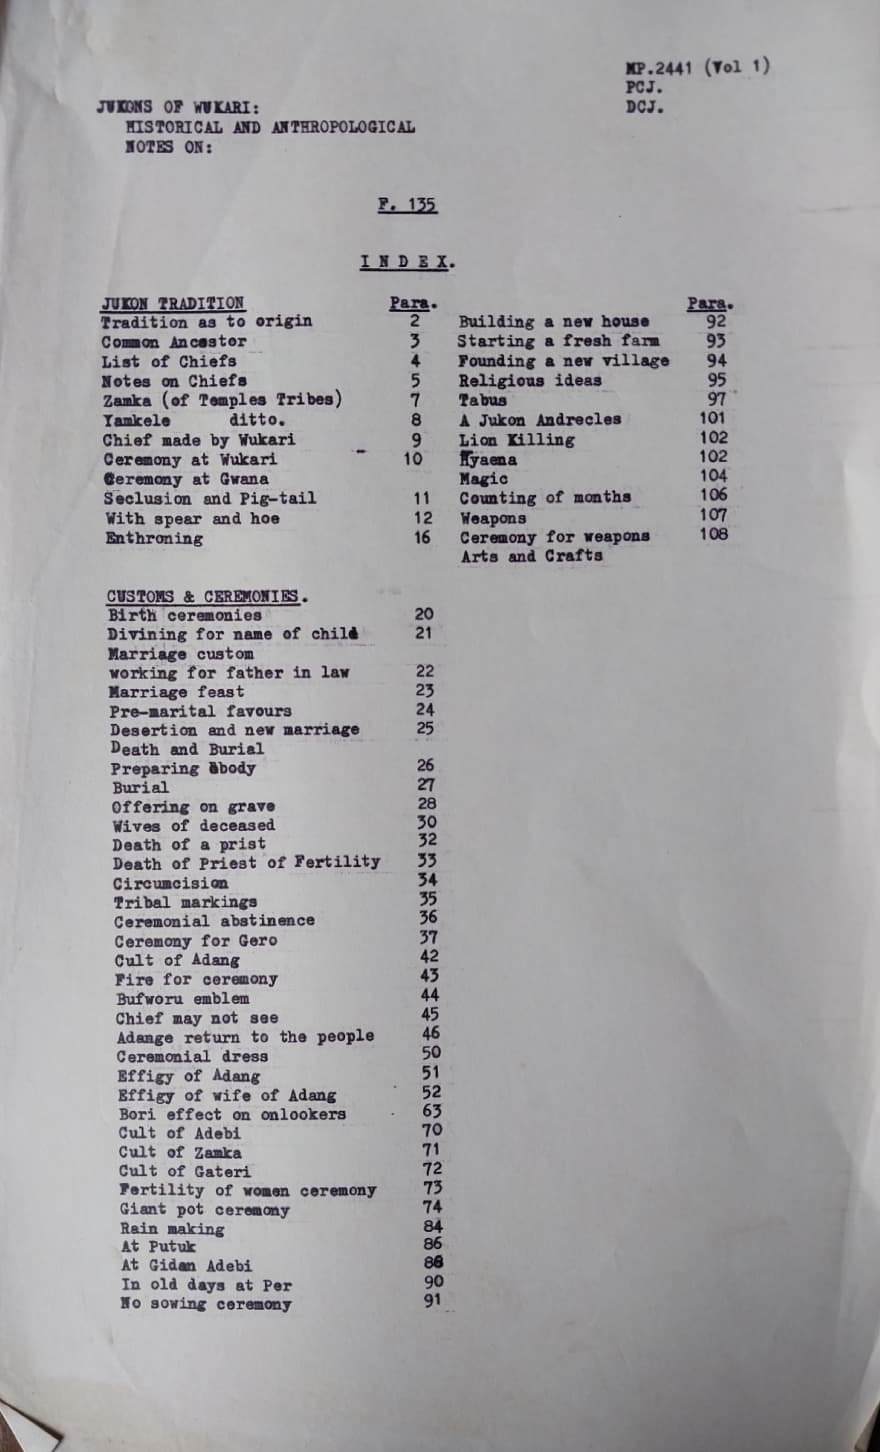 MP.2441 (Vol 1)
PCJ.
DCJ.
JUKONS OF WUKARI:
HISTORICAL AND ANTHROPOLOGICAL
NOTES ON:
F. 135
I N D E X.
JUKON TRADITION Para.
Tradition as to origin 2
Common Ancestor 3
List of Chiefs 4
Notes on Chiefs 5
Zamka (of Temples Tribes) 7
Yamkele ditto. 8
Chief made by Wukari 9
Ceremony at Wukari 10
Ceremony at Gwana
Seclusion and Pig-tail 11
With spear and hoe 12
Enthroning 16
Para.
Building a new house 92
Starting a fresh farm 93
Founding a new village 94
Religious ideas 95
Tabus 97
A Jukon Andrecles 101
Lion Killing 102
Hyaena 102
Magic 104
Counting of months 106
Weapons 107
Ceremony for weapons 108
Arts and Crafts
CUSTOMS & CEREMONIES.
Birth ceremonies 20
Divining for name of child 21
Marriage custom
working for father in law 22
Marriage feast 23
Pre-marital favours 24
Desertion and new marriage 25
Death and Burial
Preparing body 26
Burial 27
Offering on grave 28
Wives of deceased 30
Death of a prist 32
Death of Priest of Fertility 33
Circumcision 34
Tribal markings 35
Ceremonial abstinence 36
Ceremony for Gero 37
Cult of Adang 42
Fire for ceremony 43
Bufworu emblem 44
Chief may not see 45
Adange return to the people 46
Ceremonial dress 50
Effigy of Adang 51
Effigy of wife of Adang 52
Bori effect on onlookers 63
Cult of Adebi 70
Cult of Zamka 71
Cult of Gateri 72
Fertility of women ceremony 73
Giant pot ceremony 74
Rain making 84
At Putuk 86
At Gidan Adebi 88
In old days at Per 90
No sowing ceremony 91